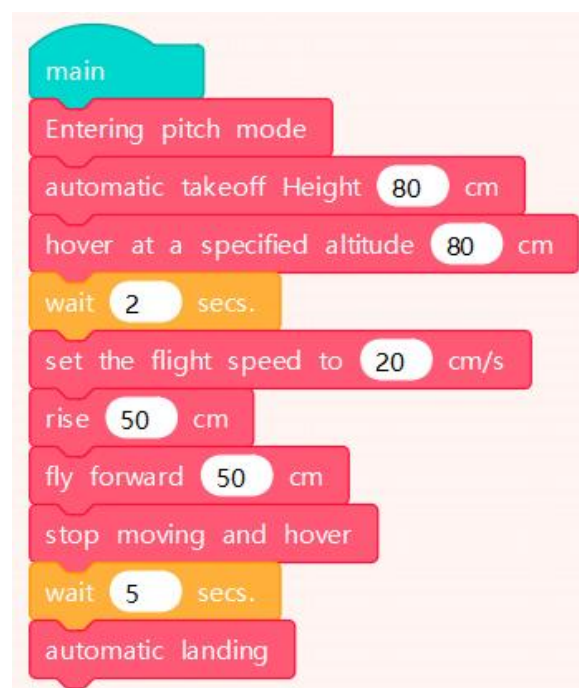 main
Entering pitch mode
automatic takeoff Height 80 cm
hover at a specified altitude 80 cm
wait 2 secs.
set the flight speed to 20 cm/s
rise 50 cm
fly forward 50 cm
stop moving and hover
wait 5 secs.
automatic landing